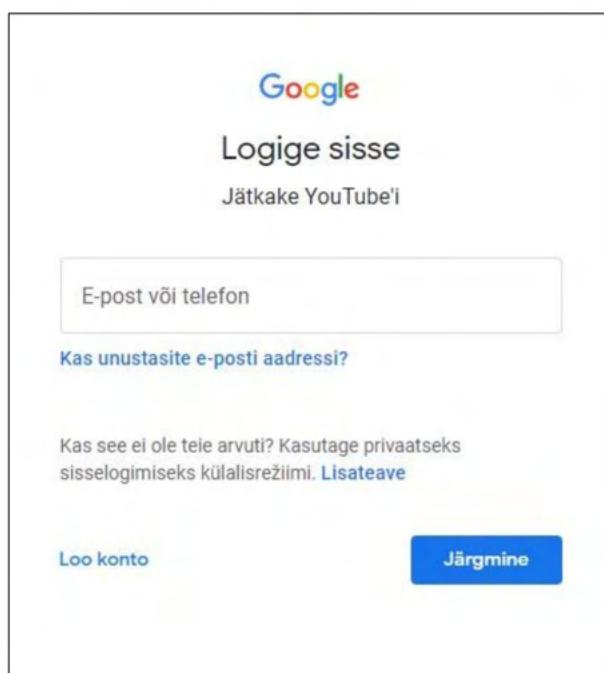 Google
Logige sisse
Jätkake YouTube'i
E-post või telefon
Kas unustasite e-posti aadressi?
Kas see ei ole teie arvuti? Kasutage privaatseks
sisselogimiseks külalisrežiimi. Lisateave
Loo konto
Järgmine